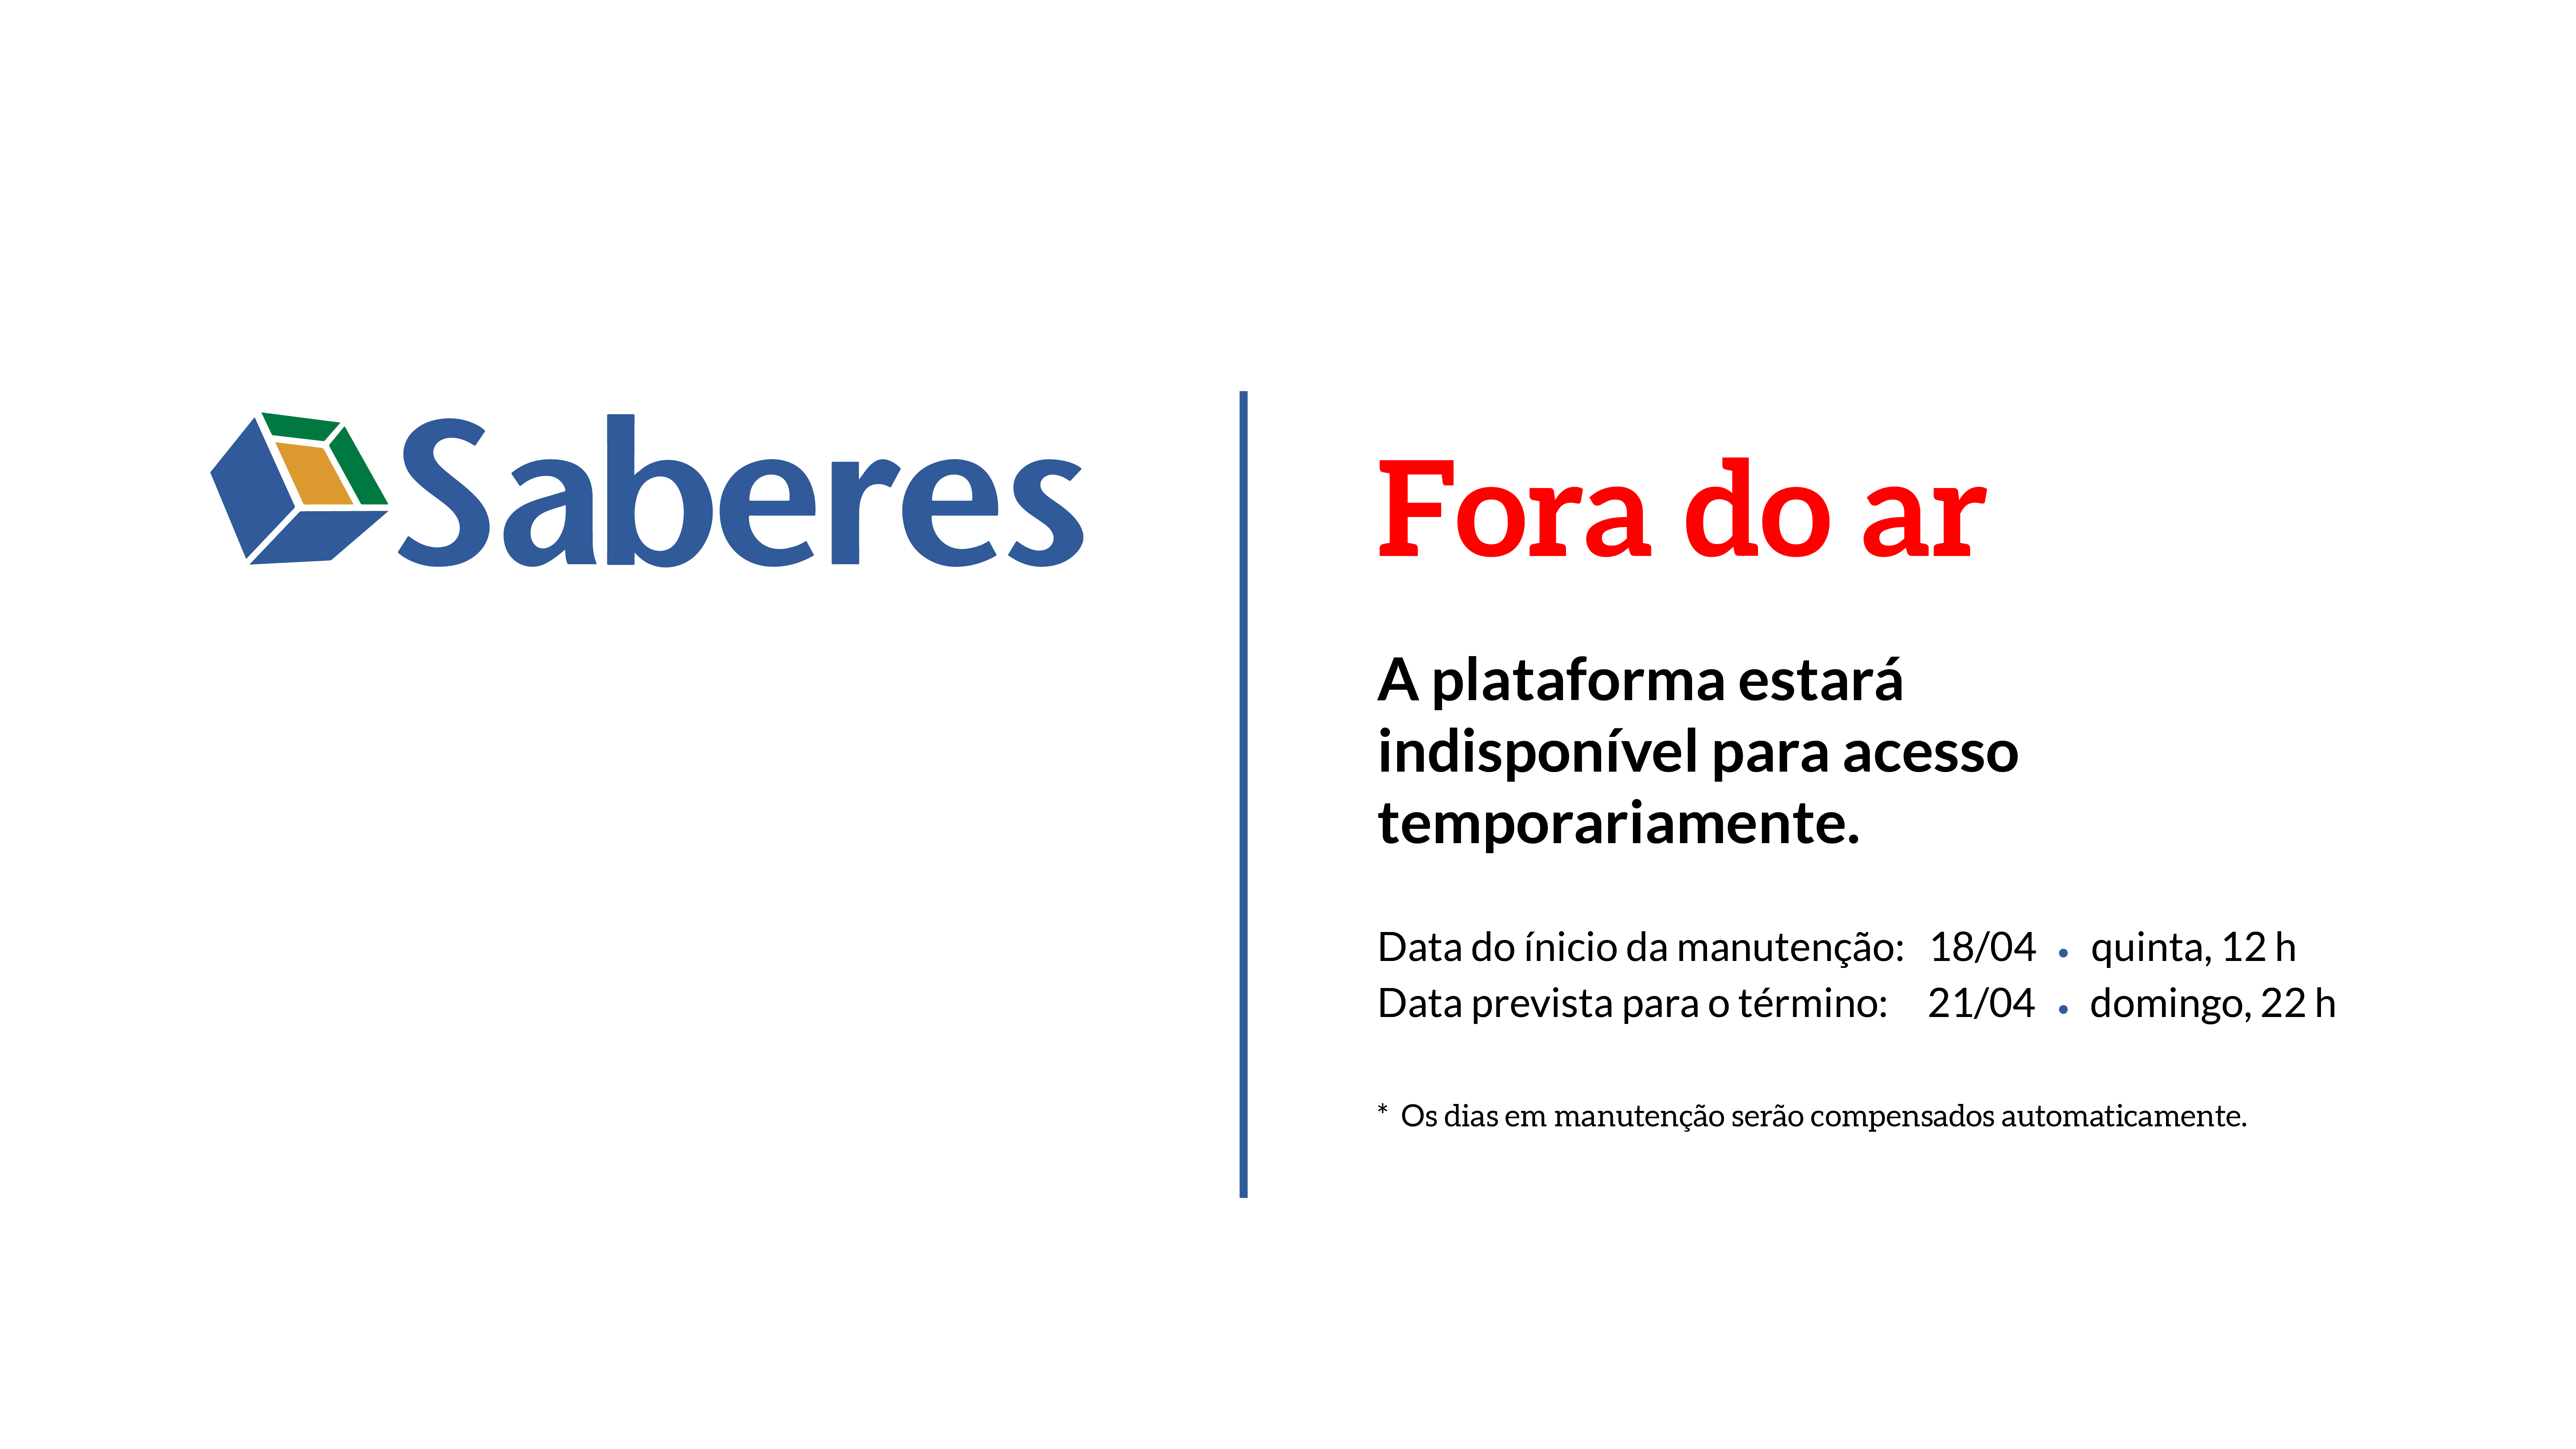 Saberes
Fora do ar
A plataforma estará
indisponível para acesso
temporariamente.
Data do ínicio da manutenção: 18/04 • quinta, 12 h
Data prevista para o término: 21/04 • domingo, 22 h
* Os dias em manutenção serão compensados automaticamente.